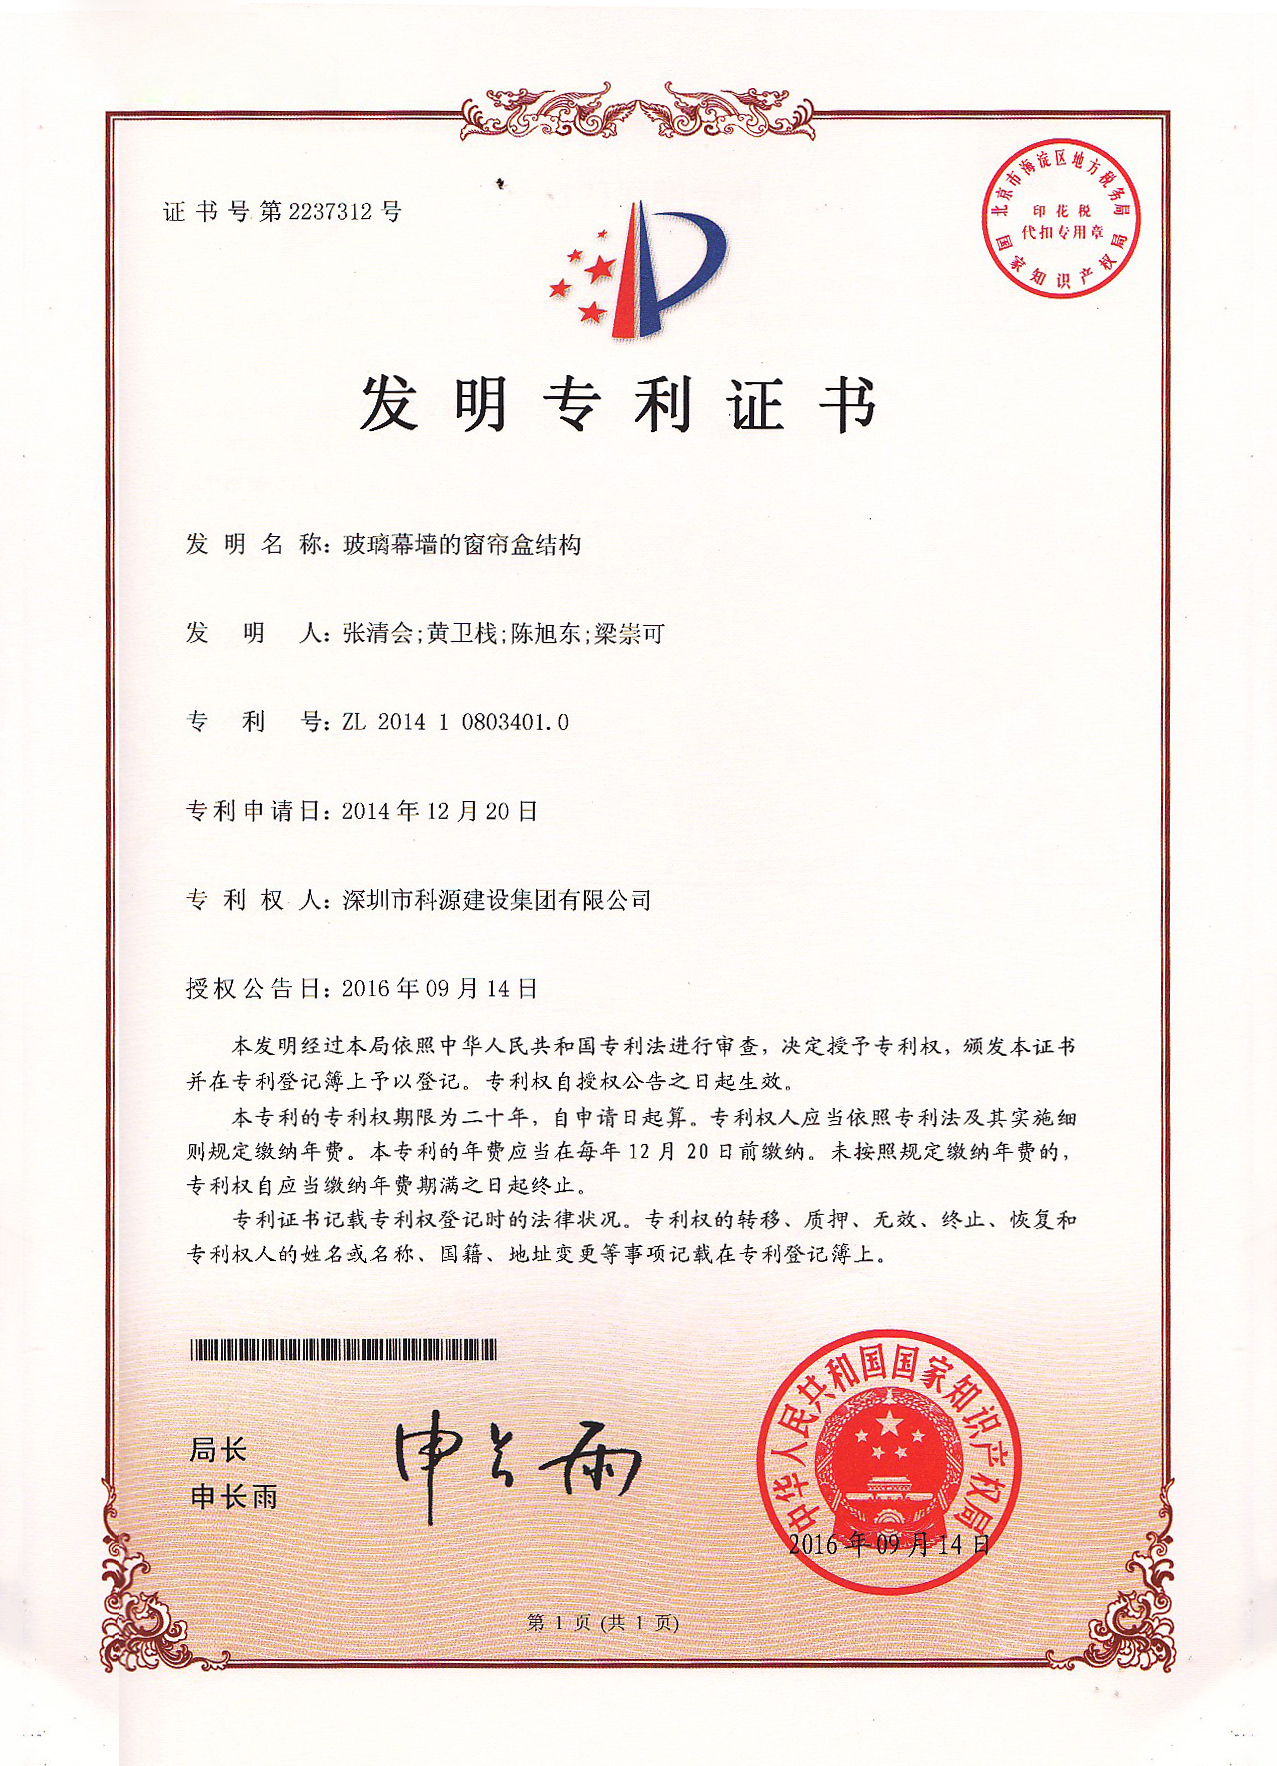 证书号第2237312号
北京市海淀区地方税务局
印花税
代扣专用章
国家知识产权局
发明专利证书
发明名称：玻璃幕墙的窗帘盒结构
发明人：张清会;黄卫栈;陈旭东;梁崇可
专利号：ZL 2014 1 0803401.0
专利申请日：2014年12月20日
专利权人：深圳市科源建设集团有限公司
授权公告日：2016年09月14日
本发明经过本局依照中华人民共和国专利法进行审查，决定授予专利权，颁发本证书
并在专利登记簿上予以登记。专利权自授权公告之日起生效。
本专利的专利权期限为二十年，自申请日起算。专利权人应当依照专利法及其实施细
则规定缴纳年费。本专利的年费应当在每年12月20日前缴纳。未按照规定缴纳年费的，
专利权自应当缴纳年费期满之日起终止。
专利证书记载专利权登记时的法律状况。专利权的转移、质押、无效、终止、恢复和
专利权人的姓名或名称、国籍、地址变更等事项记载在专利登记簿上。
局长
申长雨
申长雨
中华人民共和国国家知识产权局
2016年09月14日
第 1 页 (共 1 页)